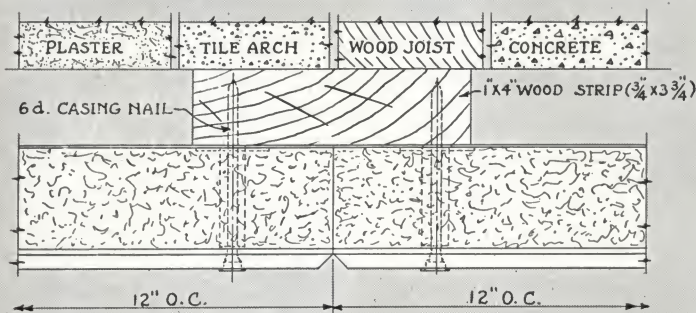 PLASTER
TILE ARCH
WOOD JOIST
CONCRETE
6d. CASING NAIL
1"X4" WOOD STRIP (3/4"X3 3/4")
12" O.C.
12" O.C.